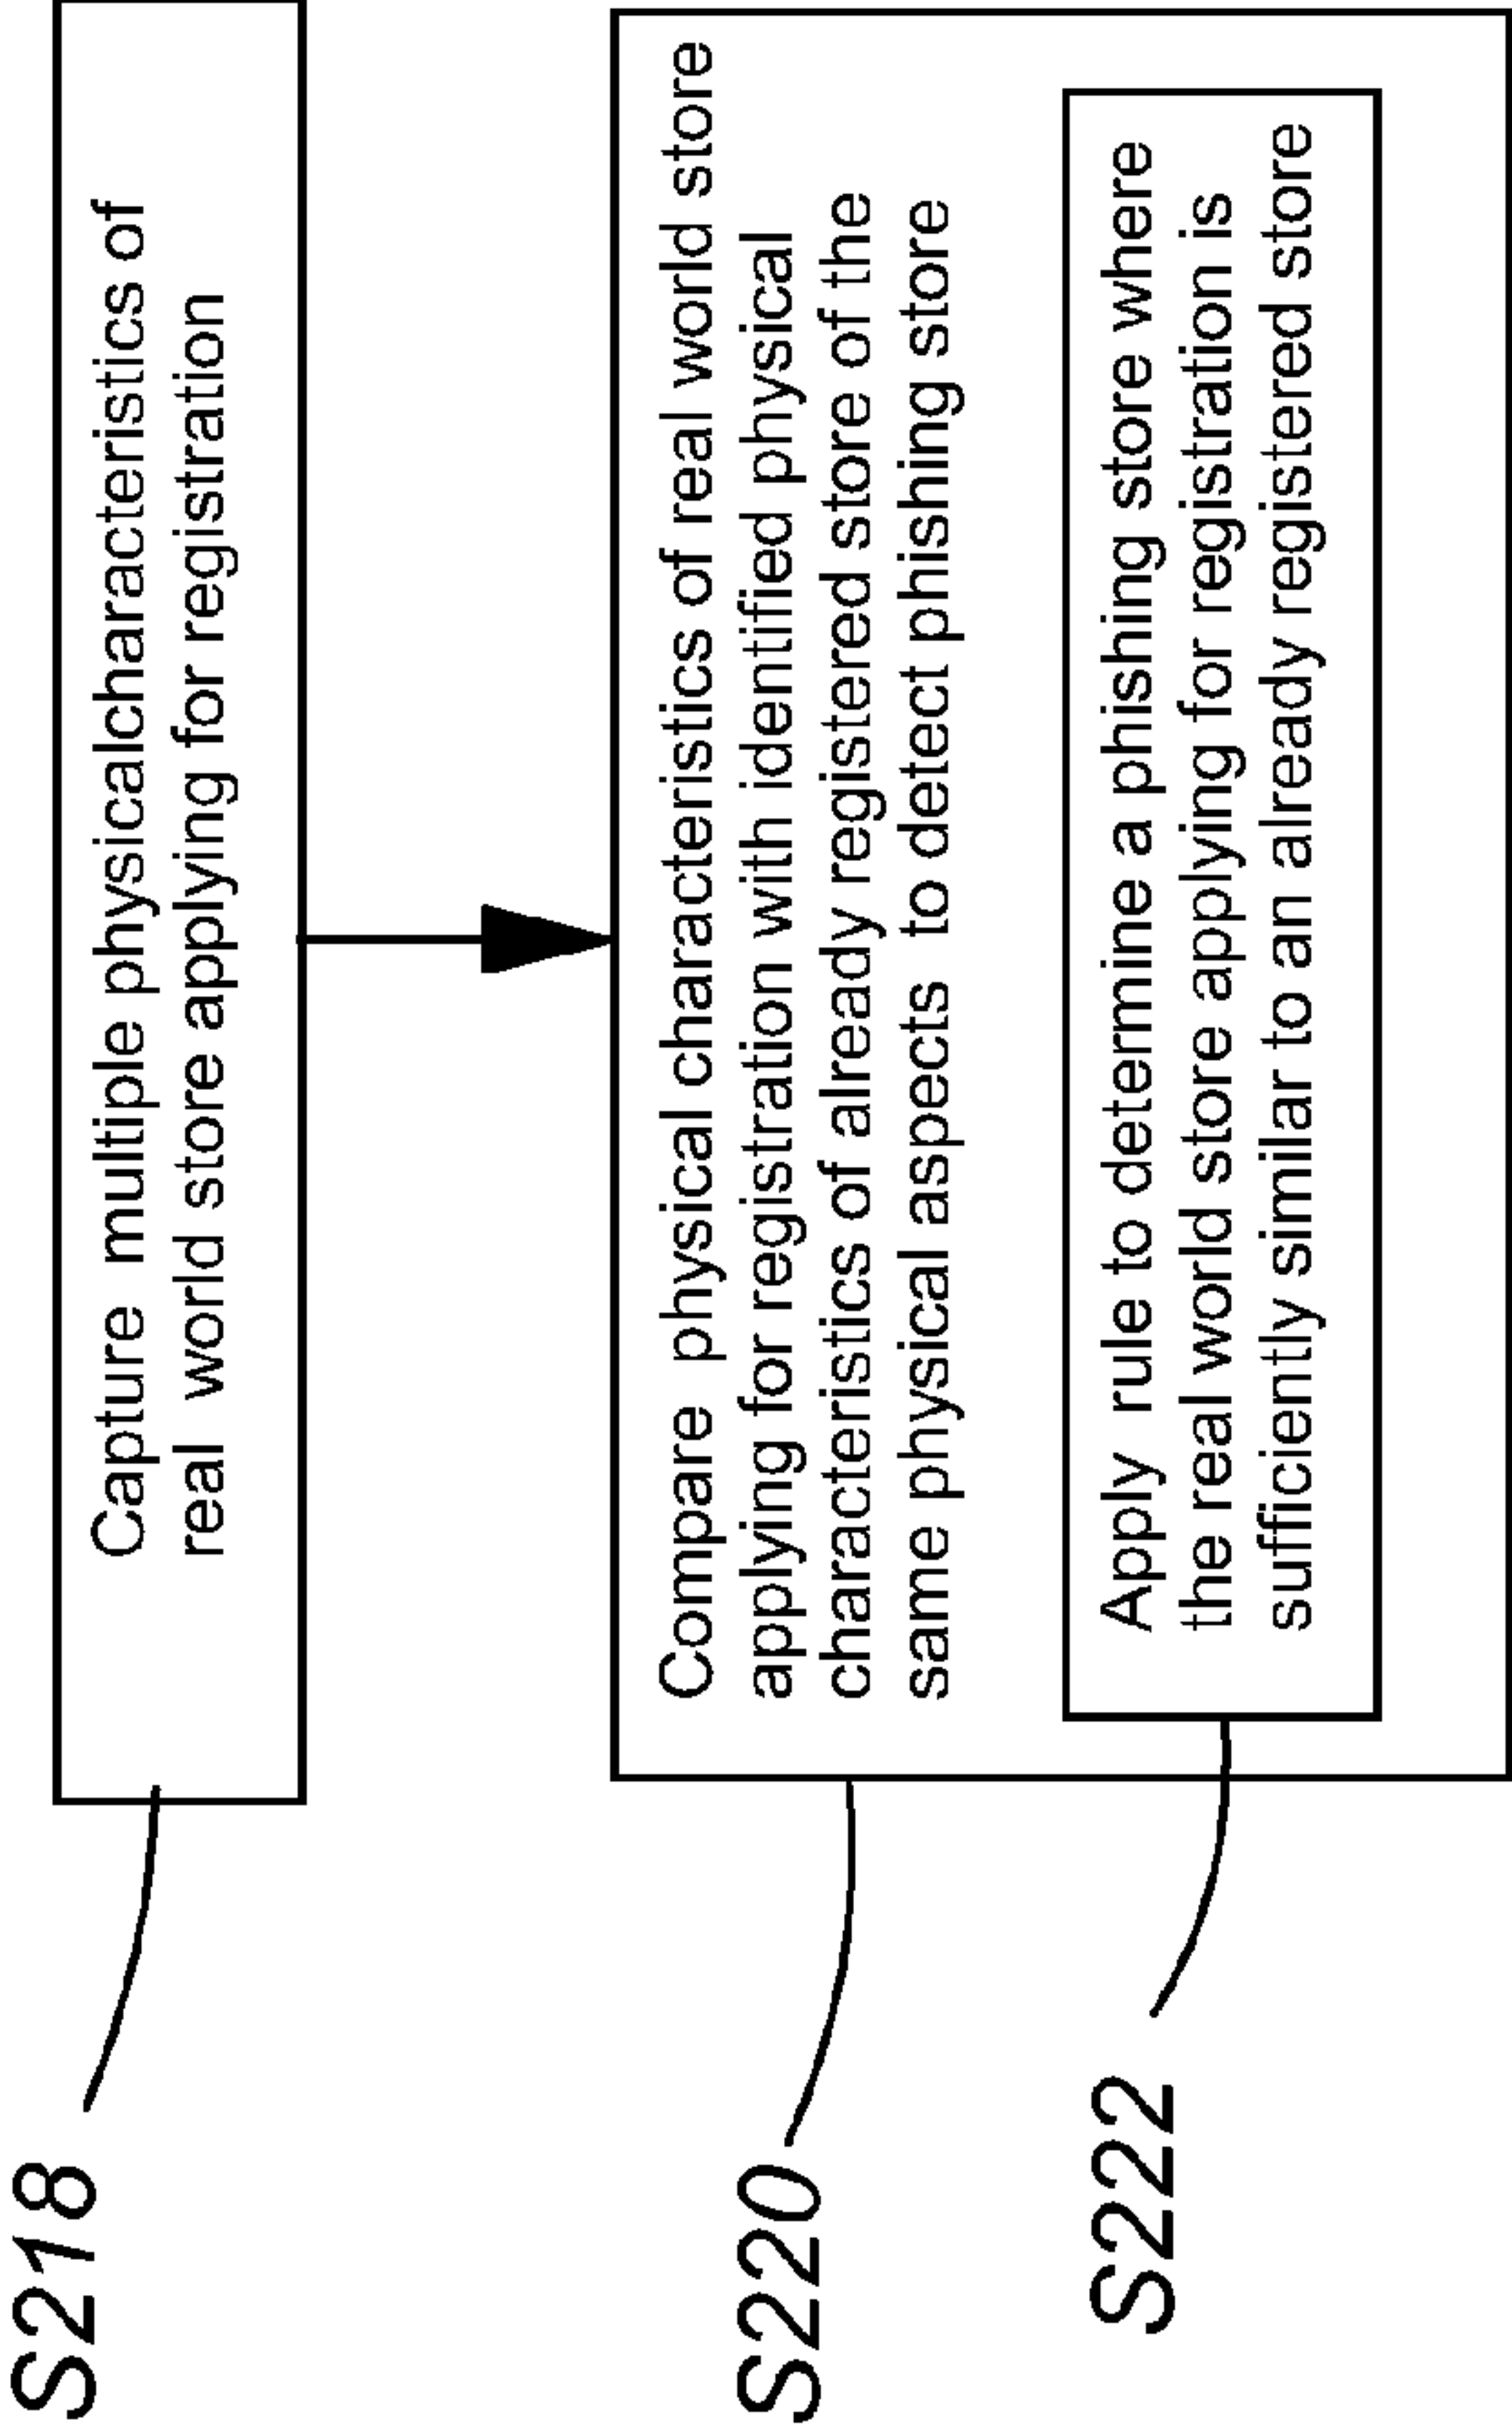 S218
Capture multiple physicalcharacteristics of
real world store applying for registration
S220
Compare physical characteristics of real world store
applying for registration with identified physical
characteristics of already registered store of the
same physical aspects to detect phishing store
S222
Apply rule to determine a phishing store where
the real world store applying for registration is
sufficiently similar to an already registered store